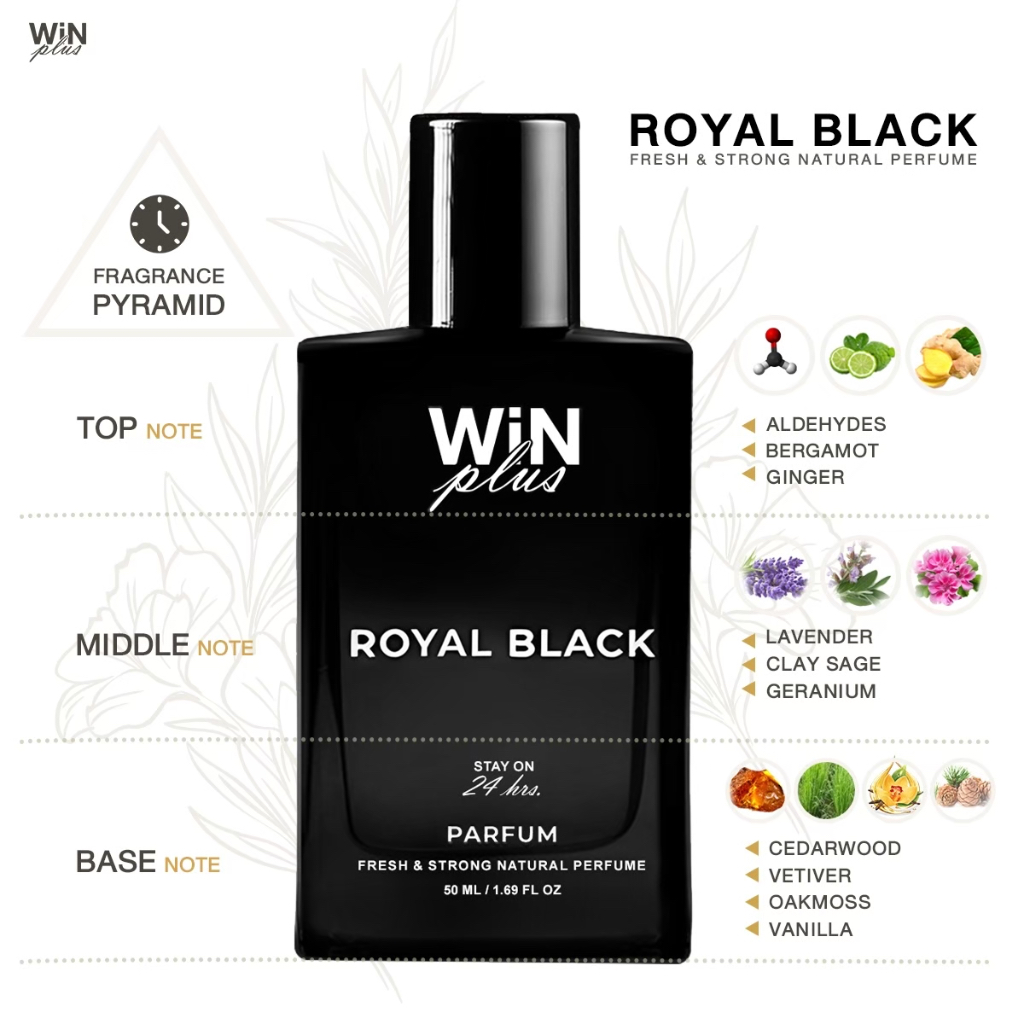 WiN
plus
ROYAL BLACK
FRESH & STRONG NATURAL PERFUME
FRAGRANCE
PYRAMID
TOP NOTE
ALDEHYDES
BERGAMOT
GINGER
MIDDLE NOTE
LAVENDER
CLAY SAGE
GERANIUM
BASE NOTE
CEDARWOOD
VETIVER
OAKMOSS
VANILLA
WiN
plus
ROYAL BLACK
STAY ON
24 hrs.
PARFUM
FRESH & STRONG NATURAL PERFUME
50 ML / 1.69 FL OZ